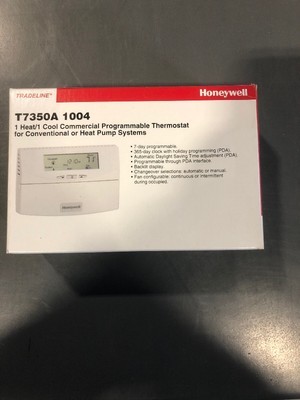 TRADELINE®
Honeywell
T7350A 1004
1 Heat/1 Cool Commercial Programmable Thermostat
for Conventional or Heat Pump Systems
• 7-day programmable.
• 365-day clock with holiday programming (PDA).
• Automatic Daylight Saving Time adjustment (PDA).
• Programmable through PDA interface.
• Backlit display.
• Changeover selections: automatic or manual.
• Fan configurable: continuous or intermittent
during occupied.
Honeywell